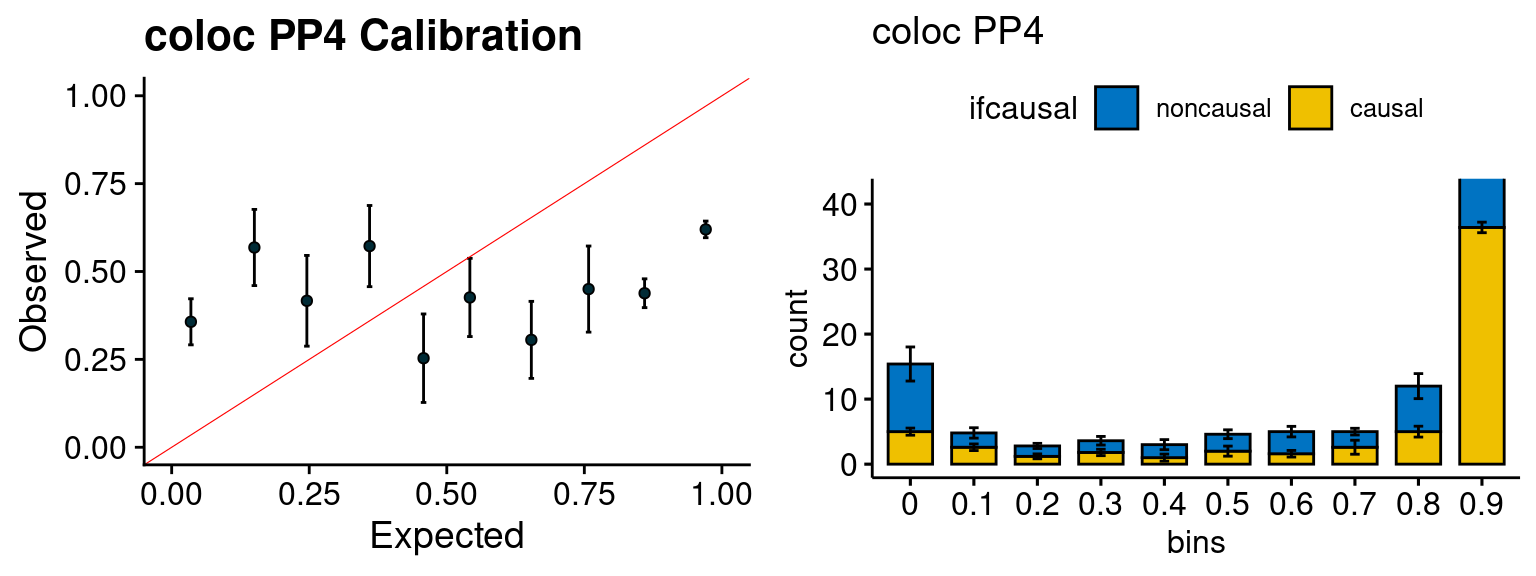 coloc PP4 Calibration
Observed
1.00
0.75
0.50
0.25
0.00
0.00 0.25 0.50 0.75 1.00
Expected
coloc PP4
ifcausal noncausal causal
count
40
30
20
10
0
0 0.1 0.2 0.3 0.4 0.5 0.6 0.7 0.8 0.9
bins